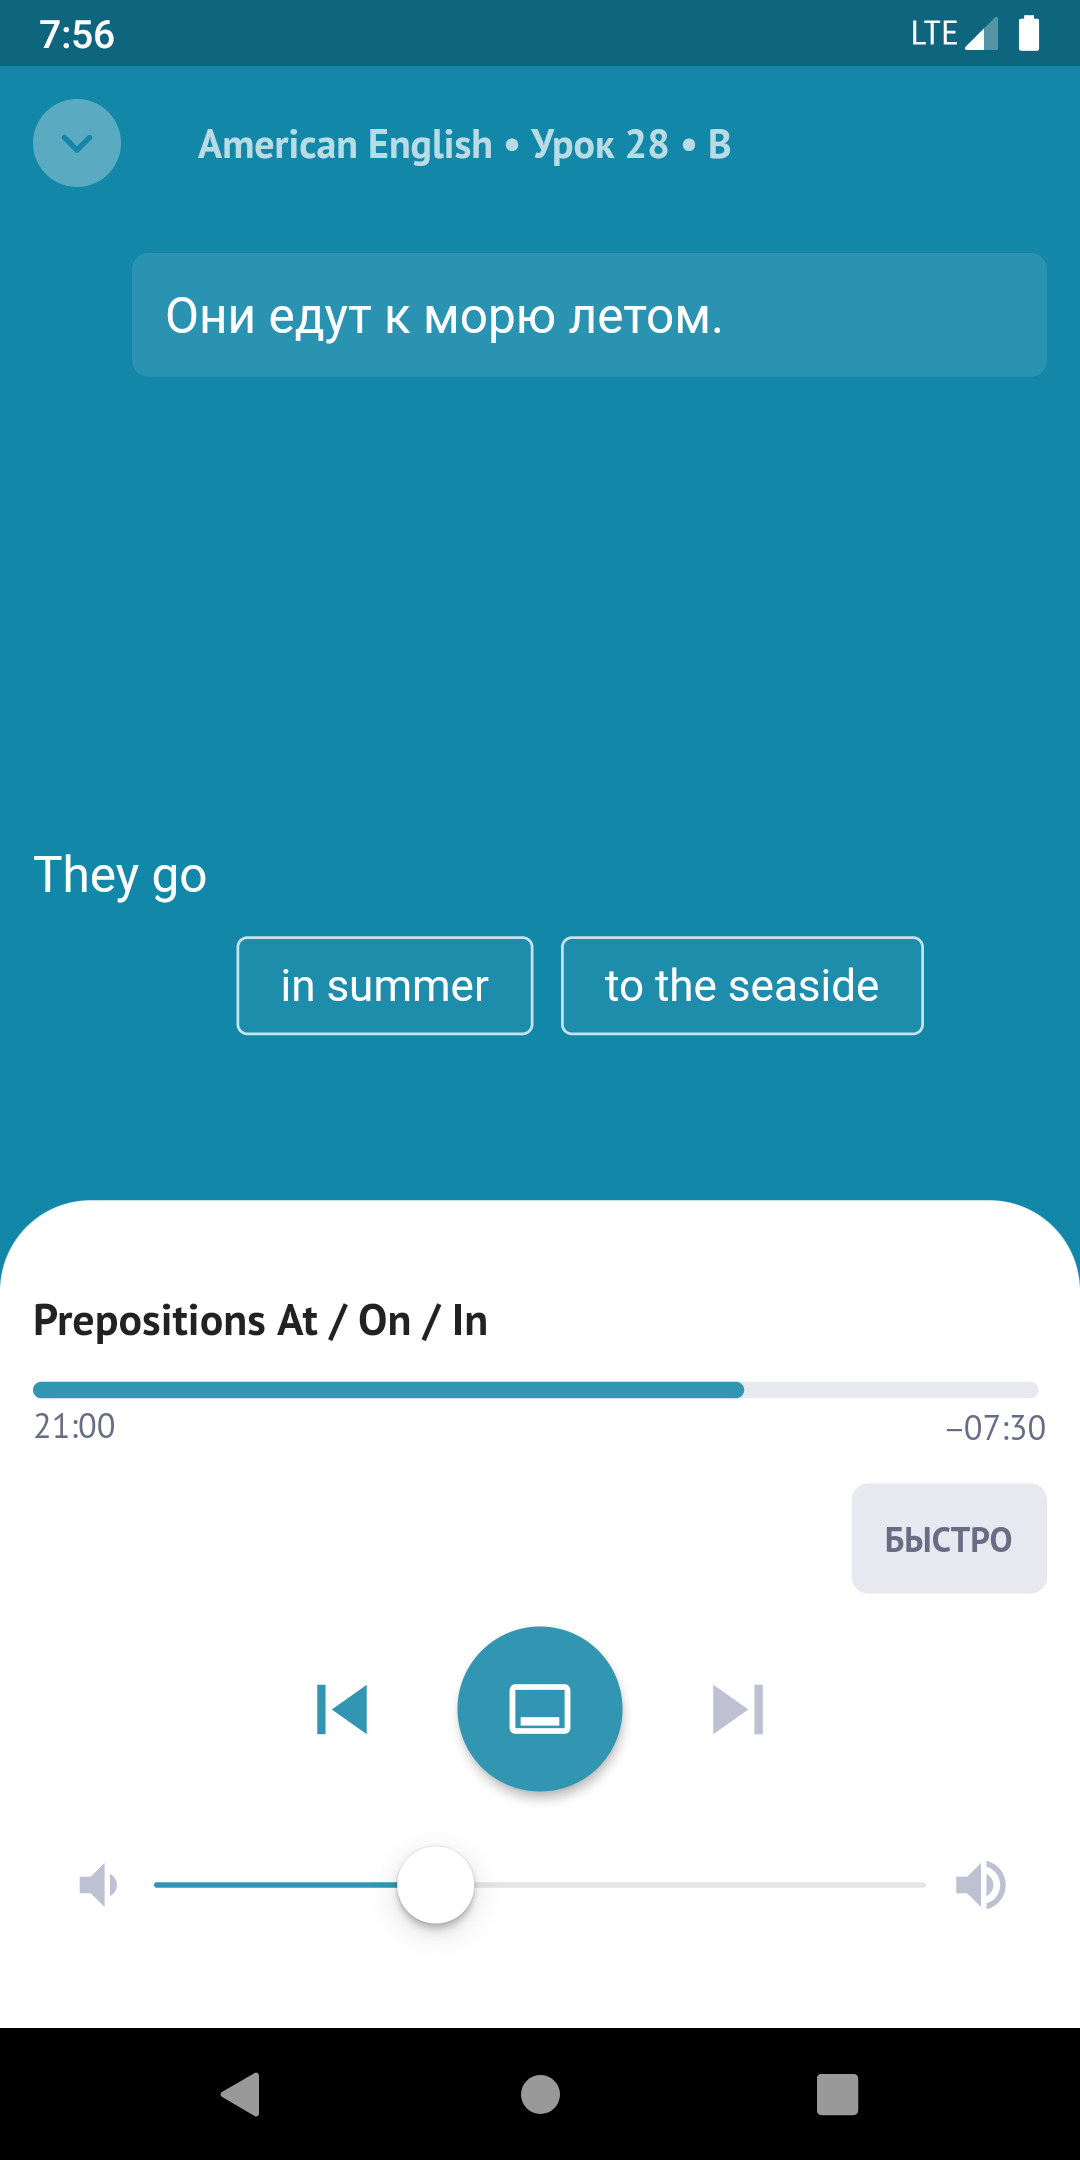 7:56
LTE
American English • Урок 28 • В
Они едут к морю летом.
They go
in summer
to the seaside
Prepositions At / On / In
21:00
–07:30
БЫСТРО